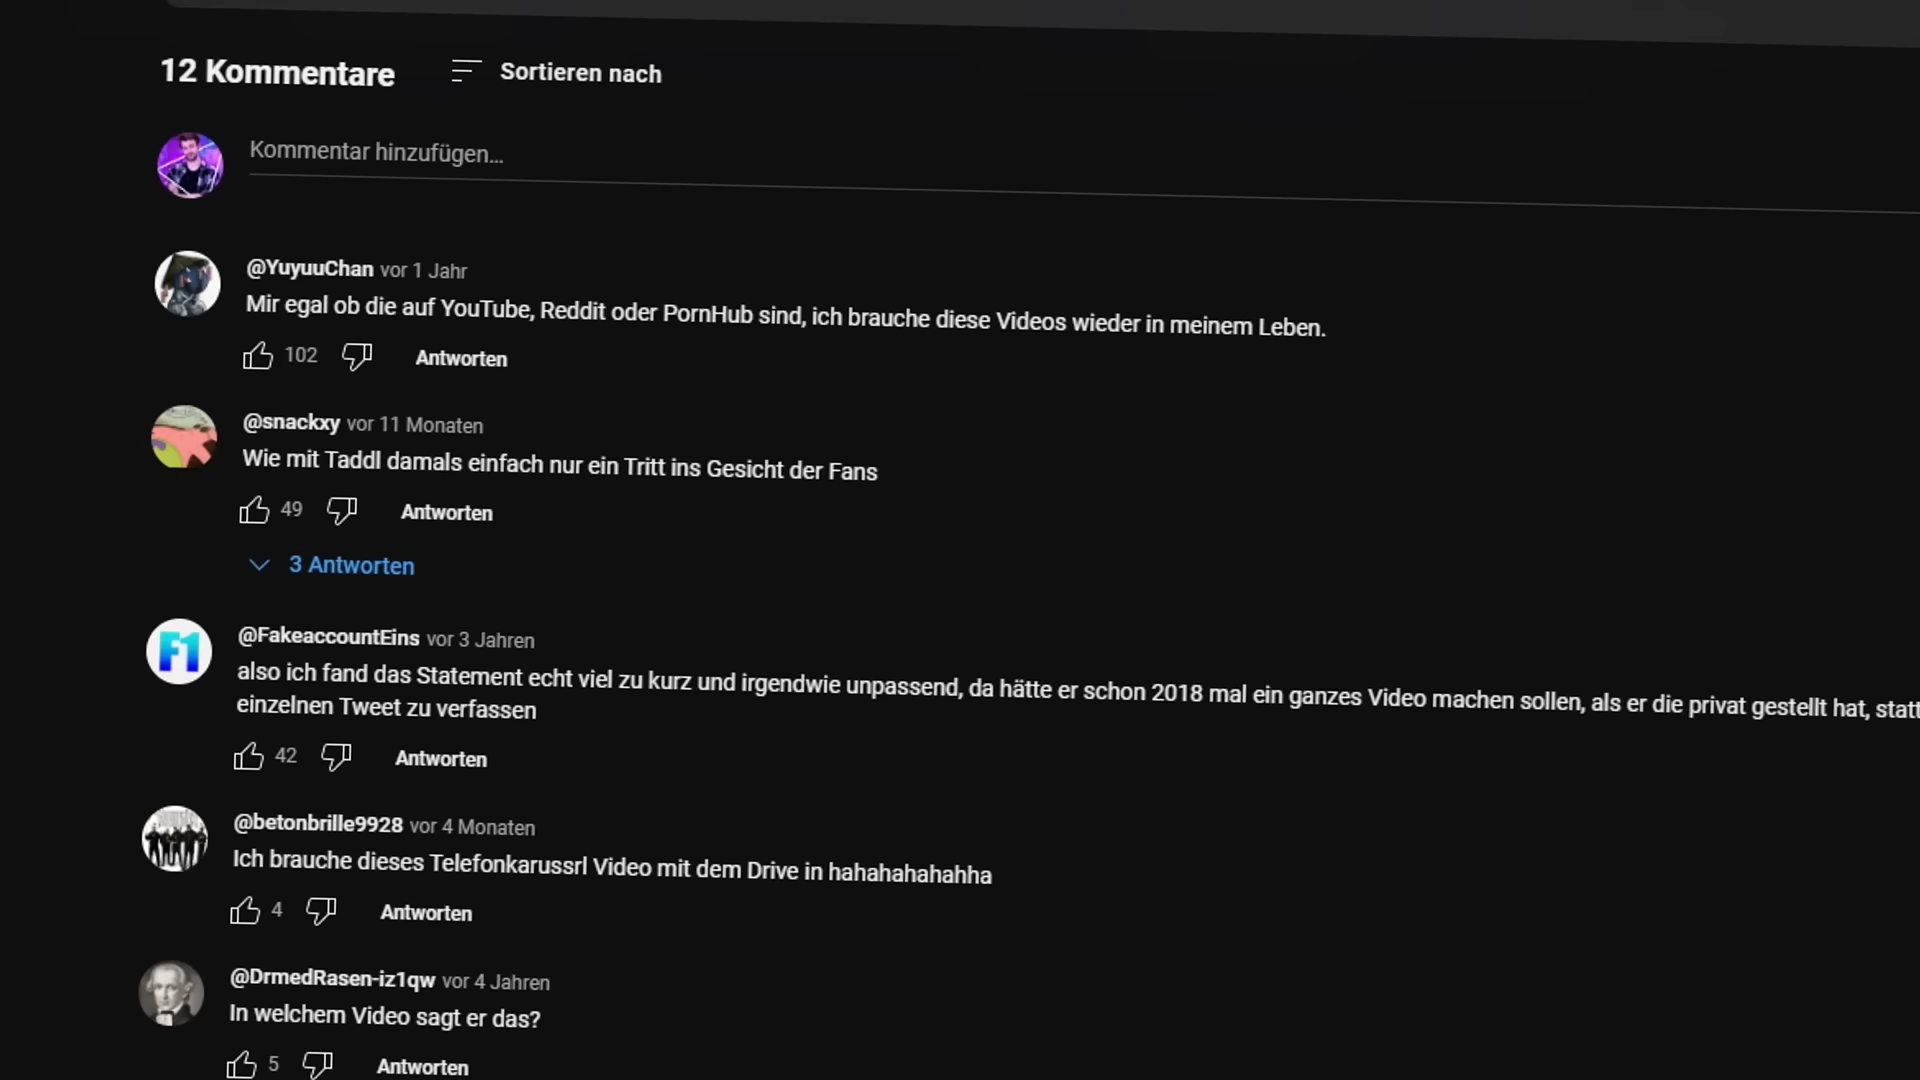 12 Kommentare Sortieren nach
Kommentar hinzufügen...
@YuyuuChan vor 1 Jahr
Mir egal ob die auf YouTube, Reddit oder PornHub sind, ich brauche diese Videos wieder in meinem Leben.
102 Antworten
@snackxy vor 11 Monaten
Wie mit Taddl damals einfach nur ein Tritt ins Gesicht der Fans
49 Antworten
3 Antworten
F1
@FakeaccountEins vor 3 Jahren
also ich fand das Statement echt viel zu kurz und irgendwie unpassend, da hätte er schon 2018 mal ein ganzes Video machen sollen, als er die privat gestellt hat, statt
einzelnen Tweet zu verfassen
42 Antworten
@betonbrille9928 vor 4 Monaten
Ich brauche dieses Telefonkarussrl Video mit dem Drive in hahahahahahha
4 Antworten
@DrmedRasen-iz1qw vor 4 Jahren
In welchem Video sagt er das?
5 Antworten